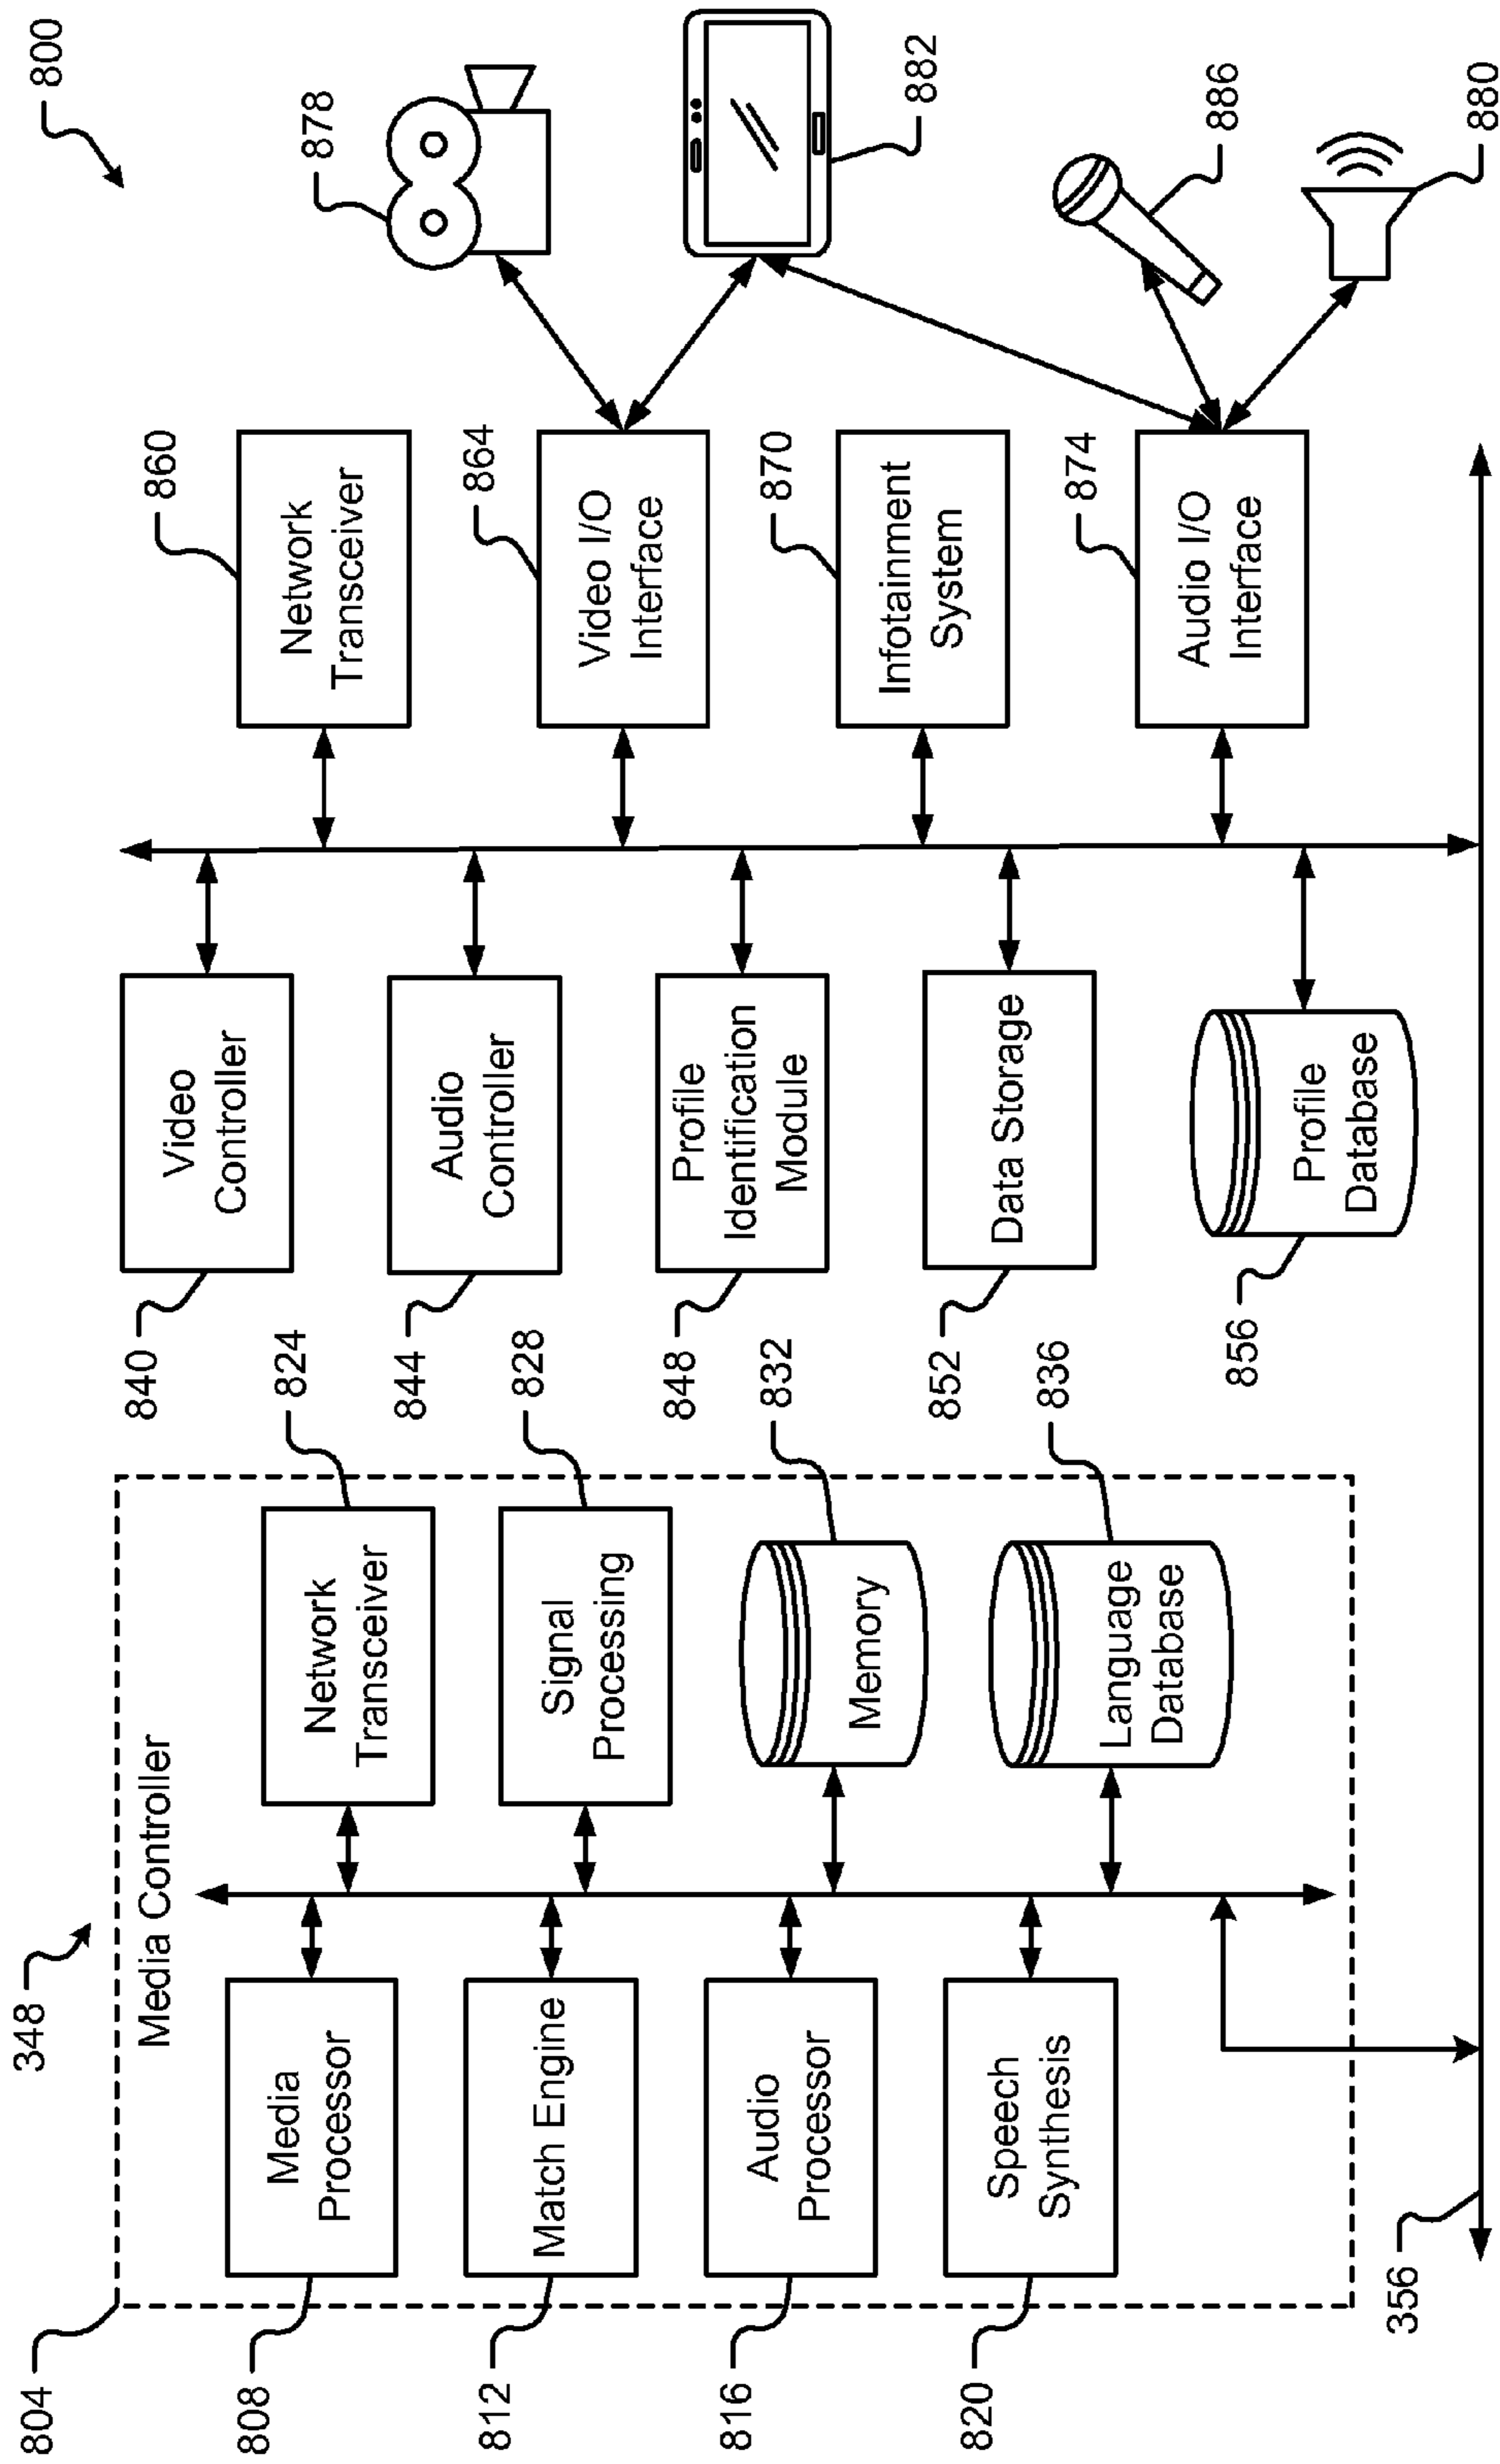 800
348
804
Media Controller
808
Media
Processor
812
Match Engine
816
Audio
Processor
820
Speech
Synthesis
824
Network
Transceiver
828
Signal
Processing
832
Memory
836
Language
Database
840
Video
Controller
844
Audio
Controller
848
Profile
Identification
Module
852
Data Storage
856
Profile
Database
860
Network
Transceiver
864
Video I/O
Interface
870
Infotainment
System
874
Audio I/O
Interface
878
882
886
880
356